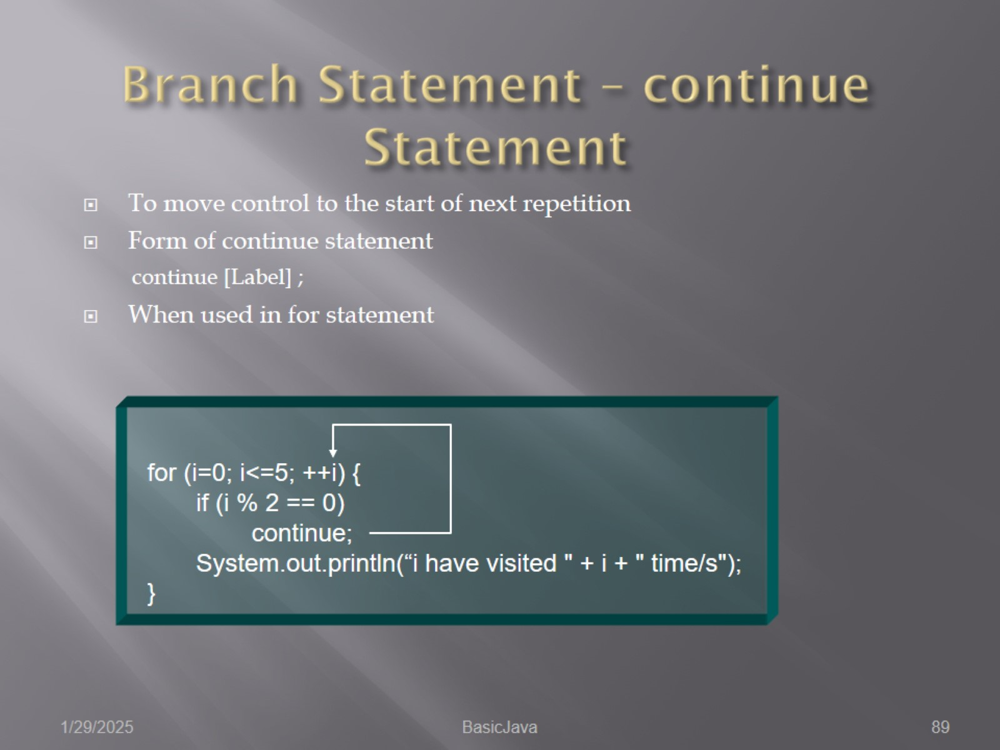 Branch Statement – continue
Statement
To move control to the start of next repetition
Form of continue statement
continue [Label] ;
When used in for statement
for (i=0; i<=5; ++i) {
if (i % 2 == 0)
continue;
System.out.println(“i have visited " + i + " time/s");
}
1/29/2025
BasicJava
89